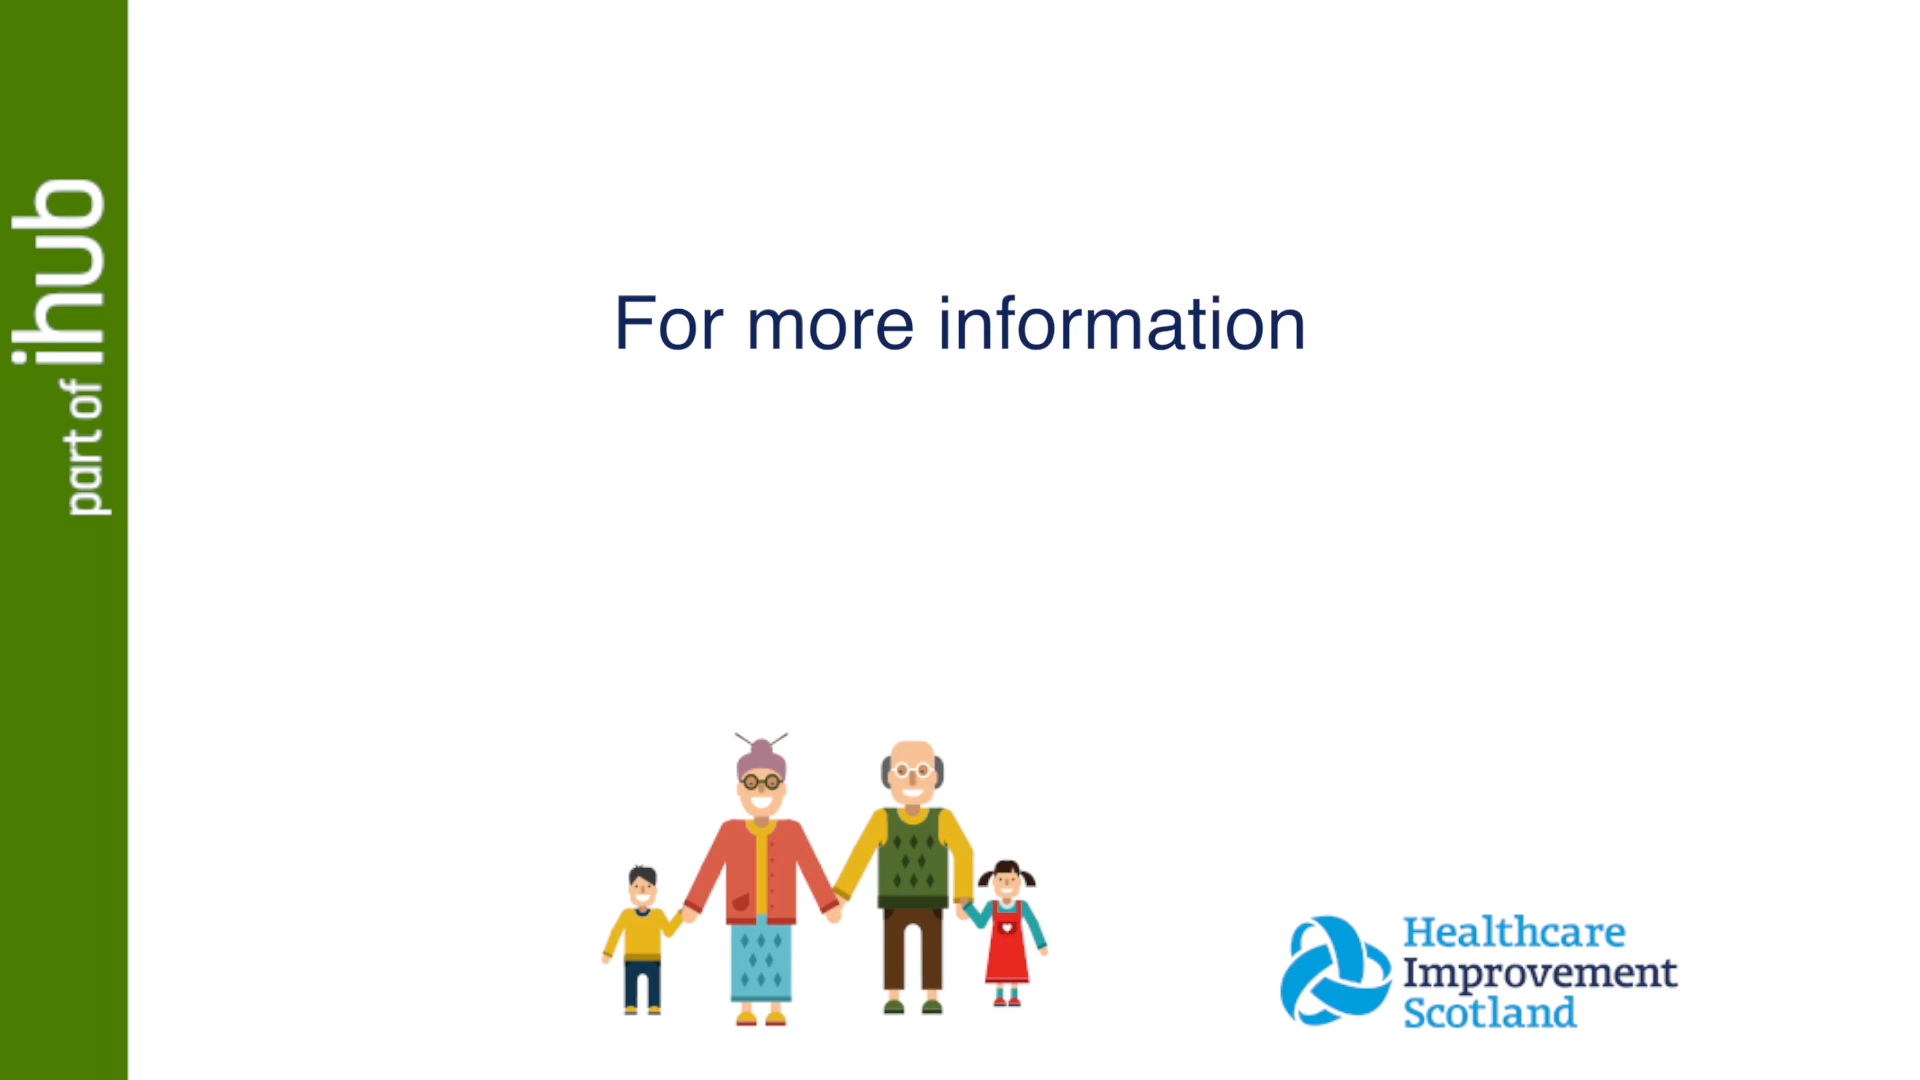 part of ihub
For more information
Healthcare
Improvement
Scotland